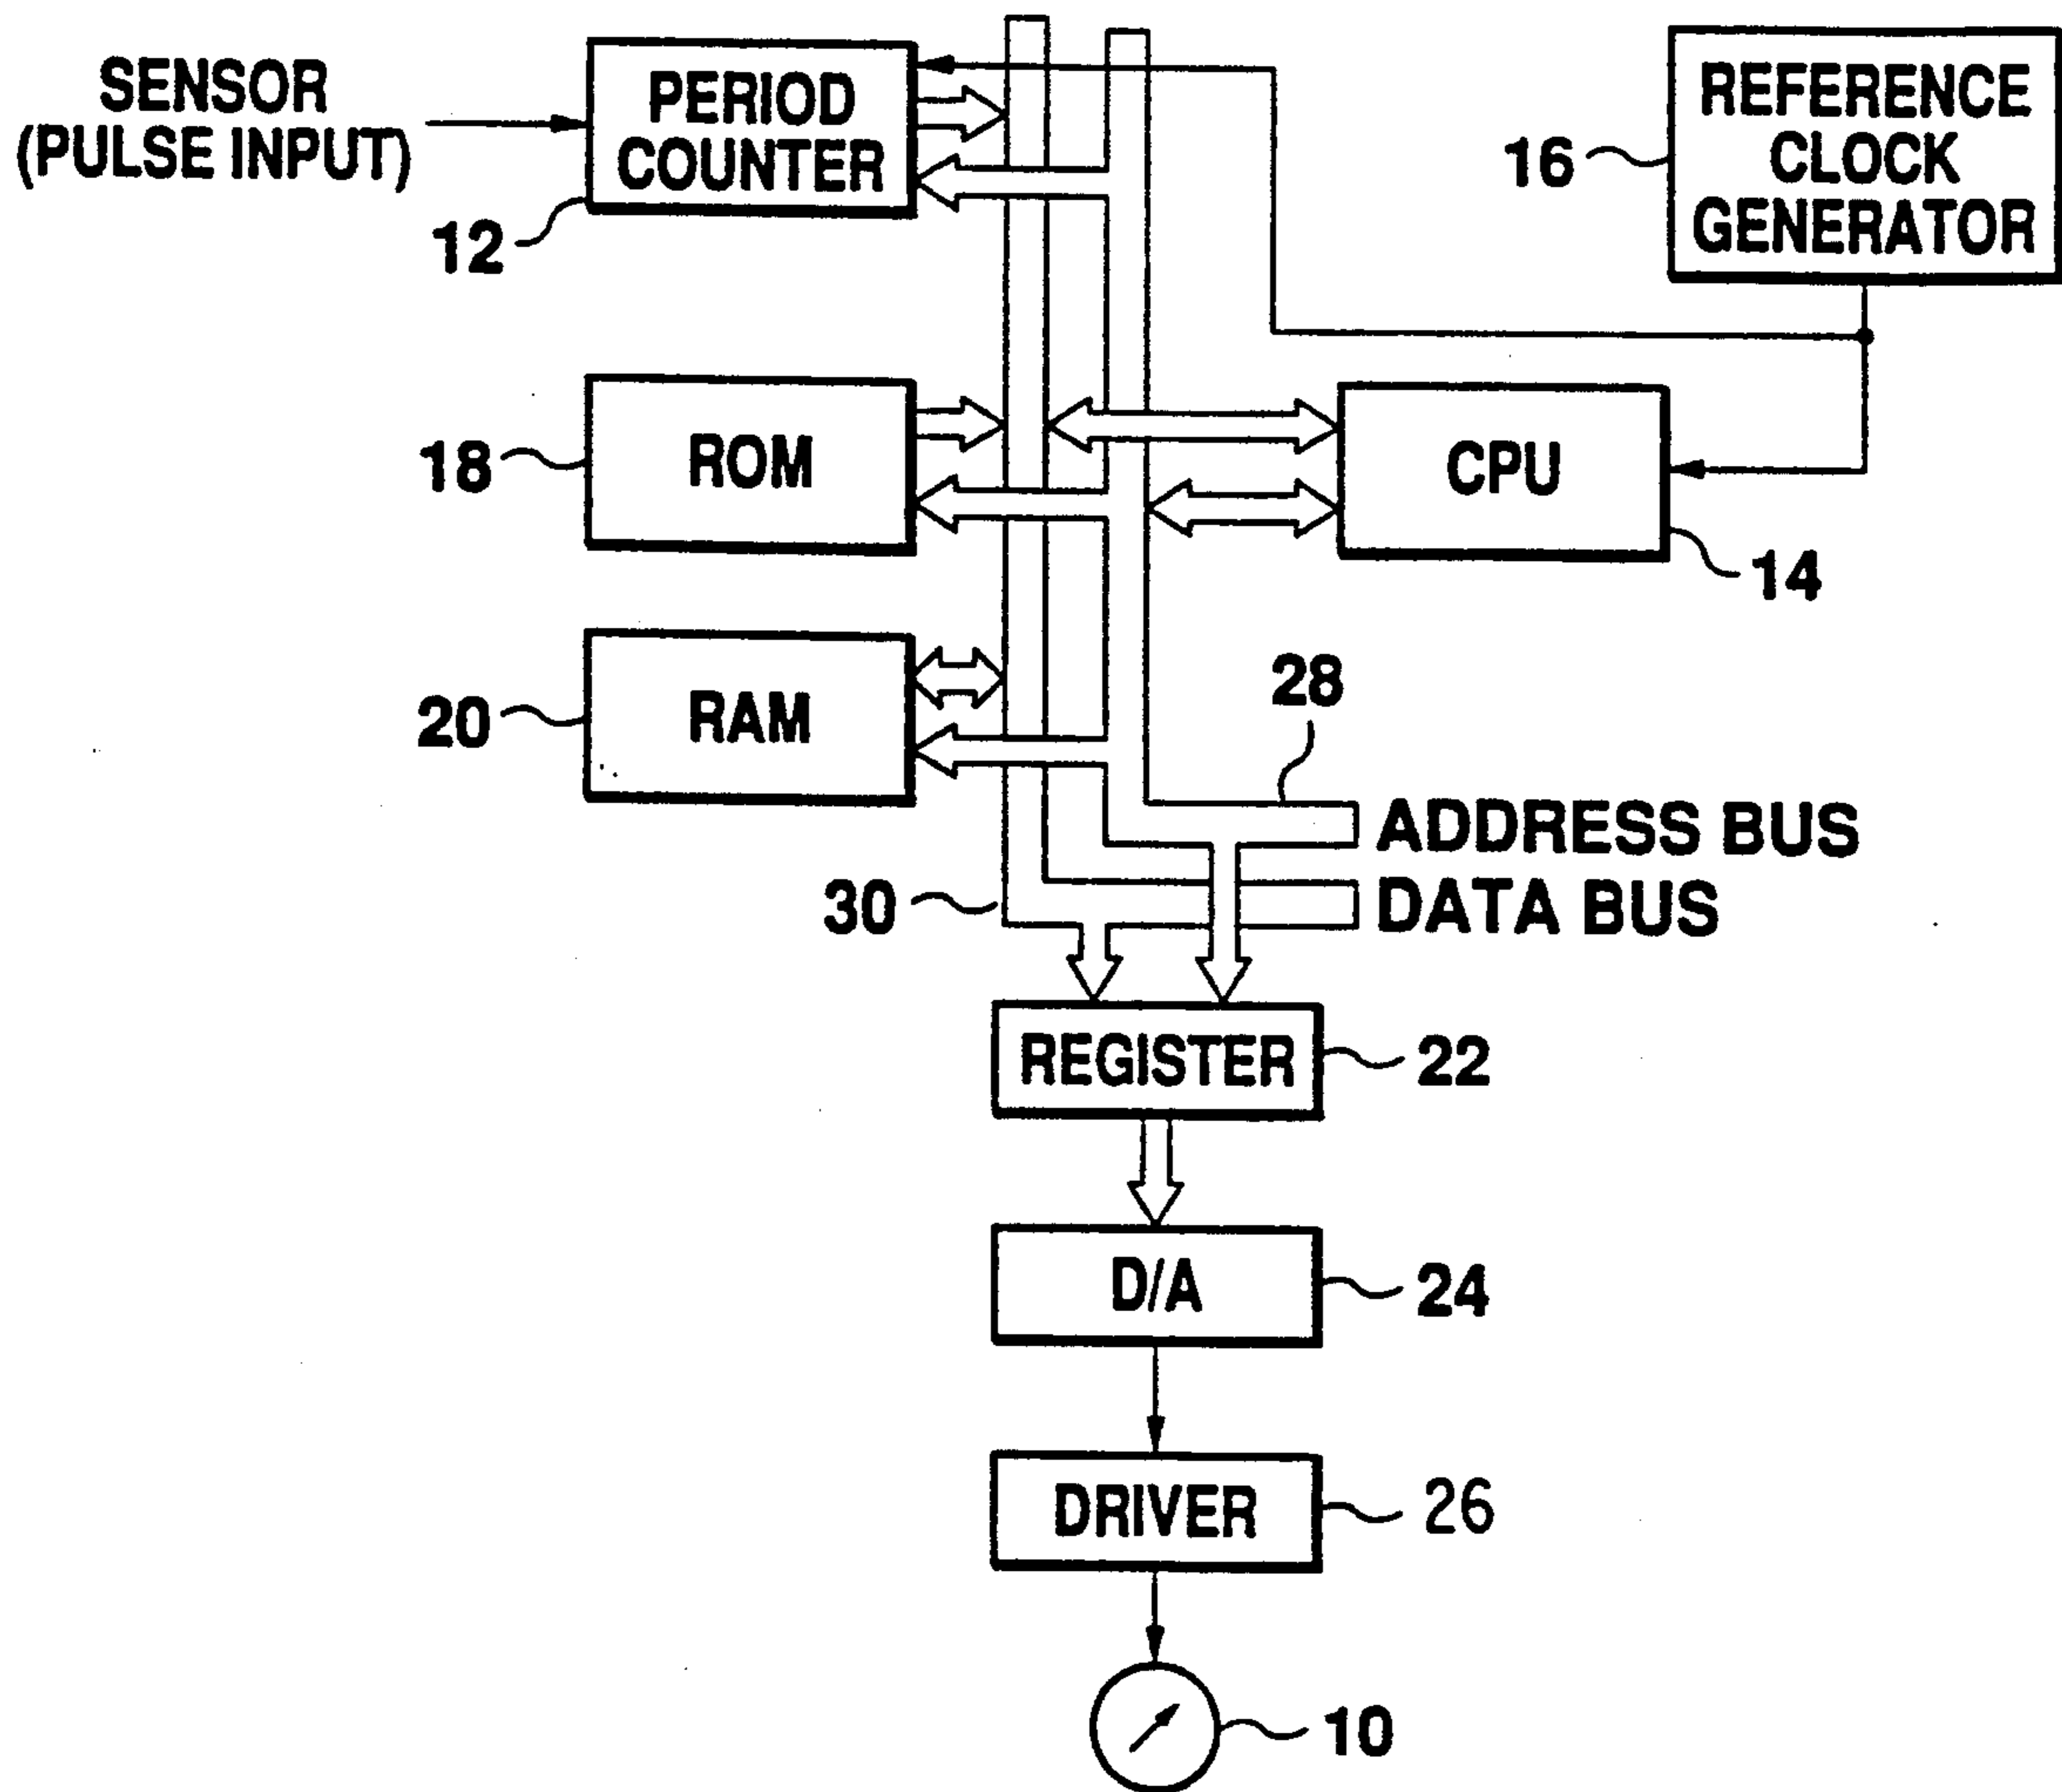 SENSOR
(PULSE INPUT)
PERIOD
COUNTER
12
REFERENCE
CLOCK
GENERATOR
16
ROM
18
CPU
14
RAM
20
28
ADDRESS BUS
30
DATA BUS
REGISTER
22
D/A
24
DRIVER
26
10